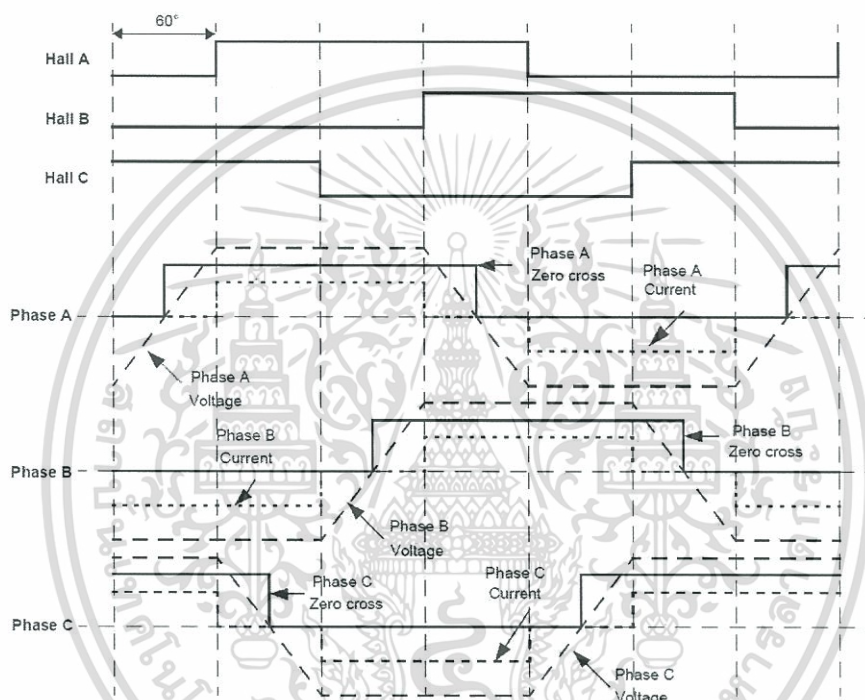 60°
Hall A
Hall B
Hall C
Phase A
Zero cross
Phase A
Current
Phase A
Phase A
Voltage
Phase B
Current
Phase B
Zero cross
Phase B
Phase B
Voltage
Phase C
Zero cross
Phase C
Current
Phase C
Phase C
Voltage